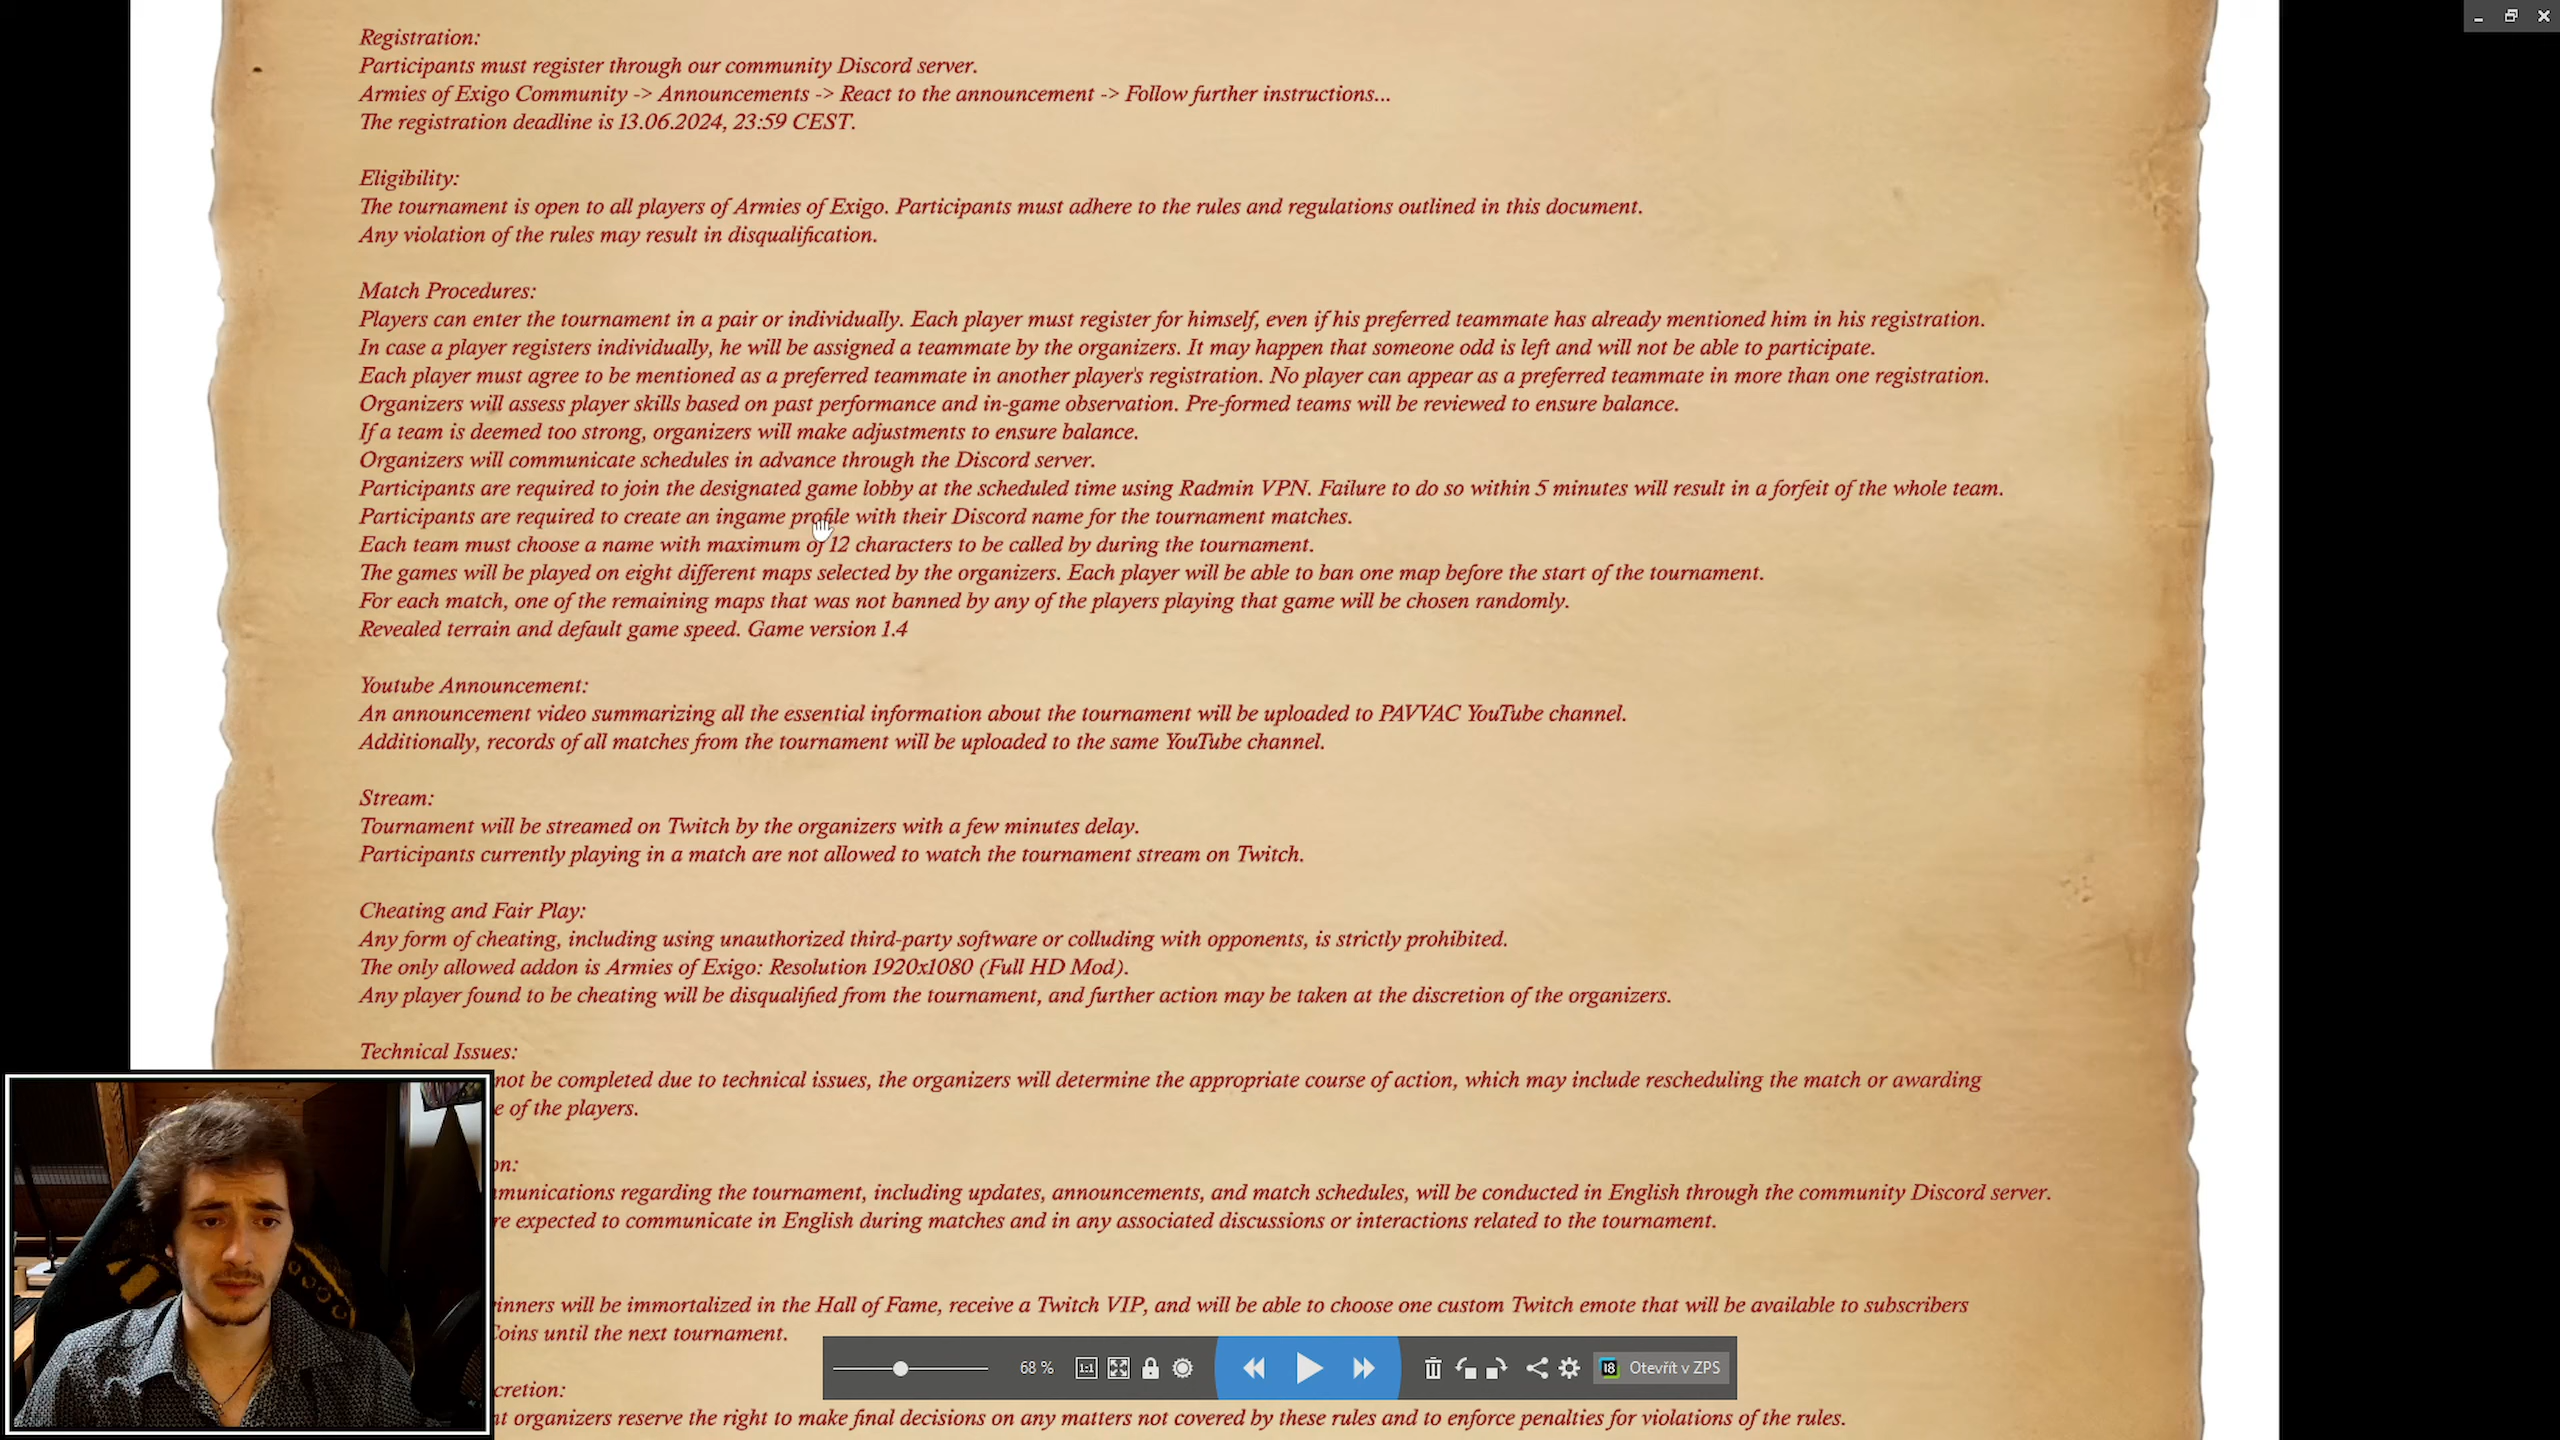 Registration:
Participants must register through our community Discord server.
Armies of Exigo Community -> Announcements -> React to the announcement -> Follow further instructions...
The registration deadline is 13.06.2024, 23:59 CEST.
Eligibility:
The tournament is open to all players of Armies of Exigo. Participants must adhere to the rules and regulations outlined in this document.
Any violation of the rules may result in disqualification.
Match Procedures:
Players can enter the tournament in a pair or individually. Each player must register for himself, even if his preferred teammate has already mentioned him in his registration.
In case a player registers individually, he will be assigned a teammate by the organizers. It may happen that someone odd is left and will not be able to participate.
Each player must agree to be mentioned as a preferred teammate in another player's registration. No player can appear as a preferred teammate in more than one registration.
Organizers will assess player skills based on past performance and in-game observation. Pre-formed teams will be reviewed to ensure balance.
If a team is deemed too strong, organizers will make adjustments to ensure balance.
Organizers will communicate schedules in advance through the Discord server.
Participants are required to join the designated game lobby at the scheduled time using Radmin VPN. Failure to do so within 5 minutes will result in a forfeit of the whole team.
Participants are required to create an ingame profile with their Discord name for the tournament matches.
Each team must choose a name with maximum of 12 characters to be called by during the tournament.
The games will be played on eight different maps selected by the organizers. Each player will be able to ban one map before the start of the tournament.
For each match, one of the remaining maps that was not banned by any of the players playing that game will be chosen randomly.
Revealed terrain and default game speed. Game version 1.4
Youtube Announcement:
An announcement video summarizing all the essential information about the tournament will be uploaded to PAVVAC YouTube channel.
Additionally, records of all matches from the tournament will be uploaded to the same YouTube channel.
Stream:
Tournament will be streamed on Twitch by the organizers with a few minutes delay.
Participants currently playing in a match are not allowed to watch the tournament stream on Twitch.
Cheating and Fair Play:
Any form of cheating, including using unauthorized third-party software or colluding with opponents, is strictly prohibited.
The only allowed addon is Armies of Exigo: Resolution 1920x1080 (Full HD Mod).
Any player found to be cheating will be disqualified from the tournament, and further action may be taken at the discretion of the organizers.
Technical Issues:
not be completed due to technical issues, the organizers will determine the appropriate course of action, which may include rescheduling the match or awarding
e of the players.
on:
mmunications regarding the tournament, including updates, announcements, and match schedules, will be conducted in English through the community Discord server.
re expected to communicate in English during matches and in any associated discussions or interactions related to the tournament.
inners will be immortalized in the Hall of Fame, receive a Twitch VIP, and will be able to choose one custom Twitch emote that will be available to subscribers
Coins until the next tournament.
68 %
1:1
18
Otevřít v ZPS
cretion:
nt organizers reserve the right to make final decisions on any matters not covered by these rules and to enforce penalties for violations of the rules.